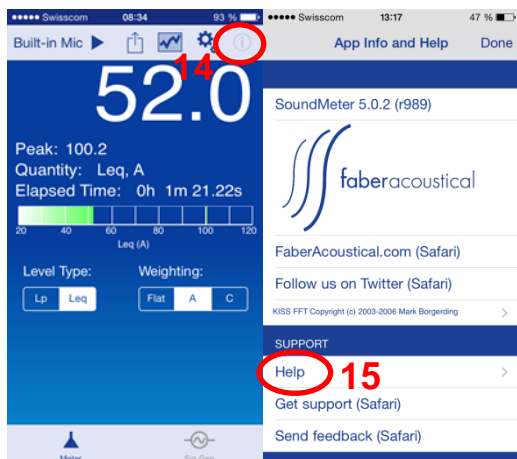 Swisscom 08:34 93 %
Built-in Mic
14
52.0
Peak: 100.2
Quantity: Leq, A
Elapsed Time: 0h 1m 21.22s
20 40 60 80 100 120
Leq (A)
Level Type: Weighting:
Lp Leq Flat A C
Meter Sig Gen
Swisscom 13:17 47 %
App Info and Help Done
SoundMeter 5.0.2 (r989)
faberacoustical
FaberAcoustical.com (Safari)
Follow us on Twitter (Safari)
KISS FFT Copyright (c) 2003-2006 Mark Borgerding
SUPPORT
Help 15
Get support (Safari)
Send feedback (Safari)